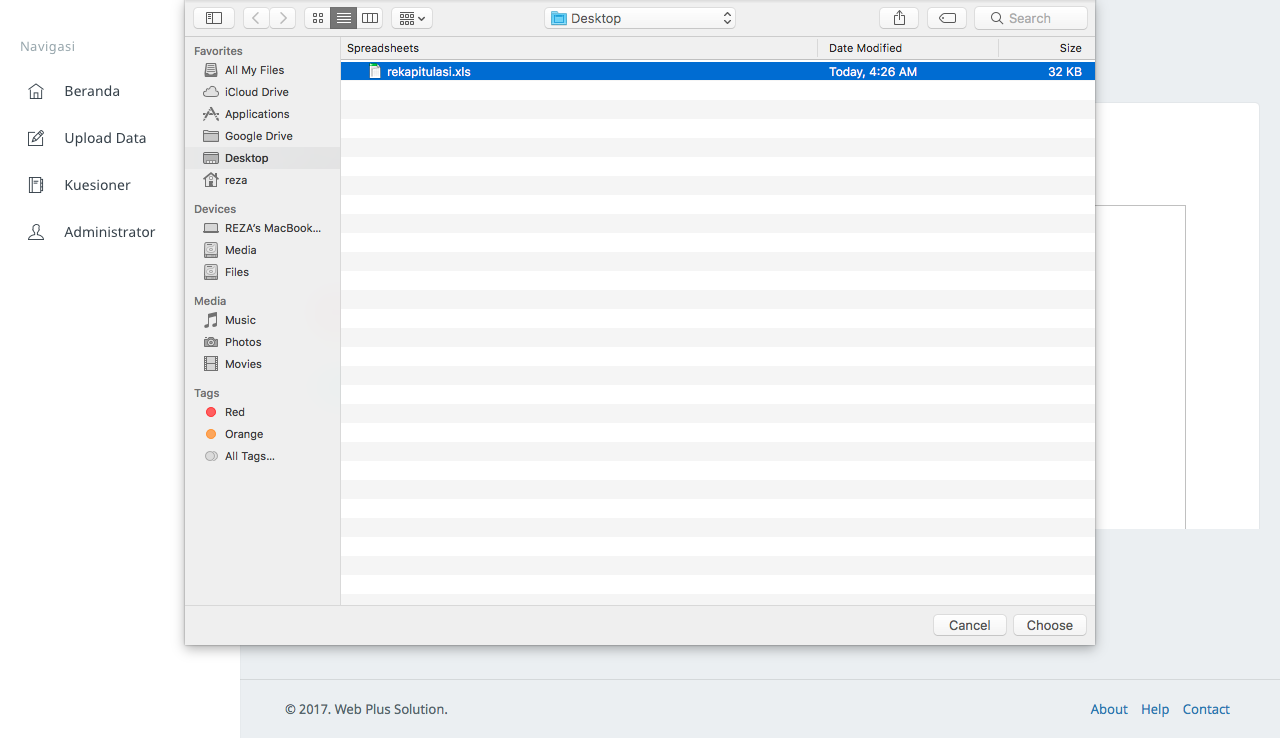 Desktop
Search
Navigasi
Beranda
Upload Data
Kuesioner
Administrator
Favorites
All My Files
iCloud Drive
Applications
Google Drive
Desktop
reza
Devices
REZA's MacBook...
Media
Files
Media
Music
Photos
Movies
Tags
Red
Orange
All Tags...
Spreadsheets Date Modified Size
rekapitulasi.xls Today, 4:26 AM 32 KB
Cancel Choose
© 2017. Web Plus Solution. About Help Contact